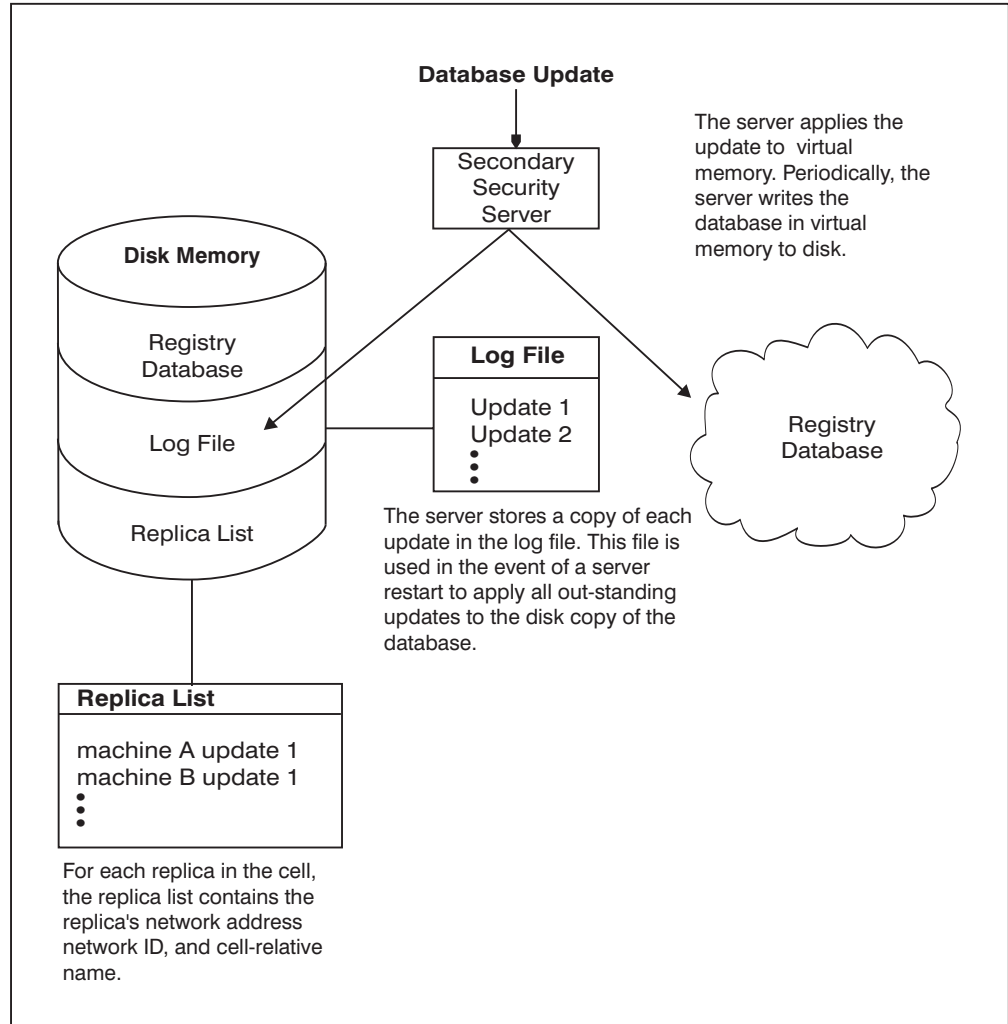 Database Update
Secondary
Security
Server
The server applies the
update to virtual
memory. Periodically, the
server writes the
database in virtual
memory to disk.
Disk Memory
Registry
Database
Log File
Replica List
Log File
Update 1
Update 2
Registry
Database
The server stores a copy of each
update in the log file. This file is
used in the event of a server
restart to apply all out-standing
updates to the disk copy of the
database.
Replica List
machine A update 1
machine B update 1
For each replica in the cell,
the replica list contains the
replica's network address
network ID, and cell-relative
name.